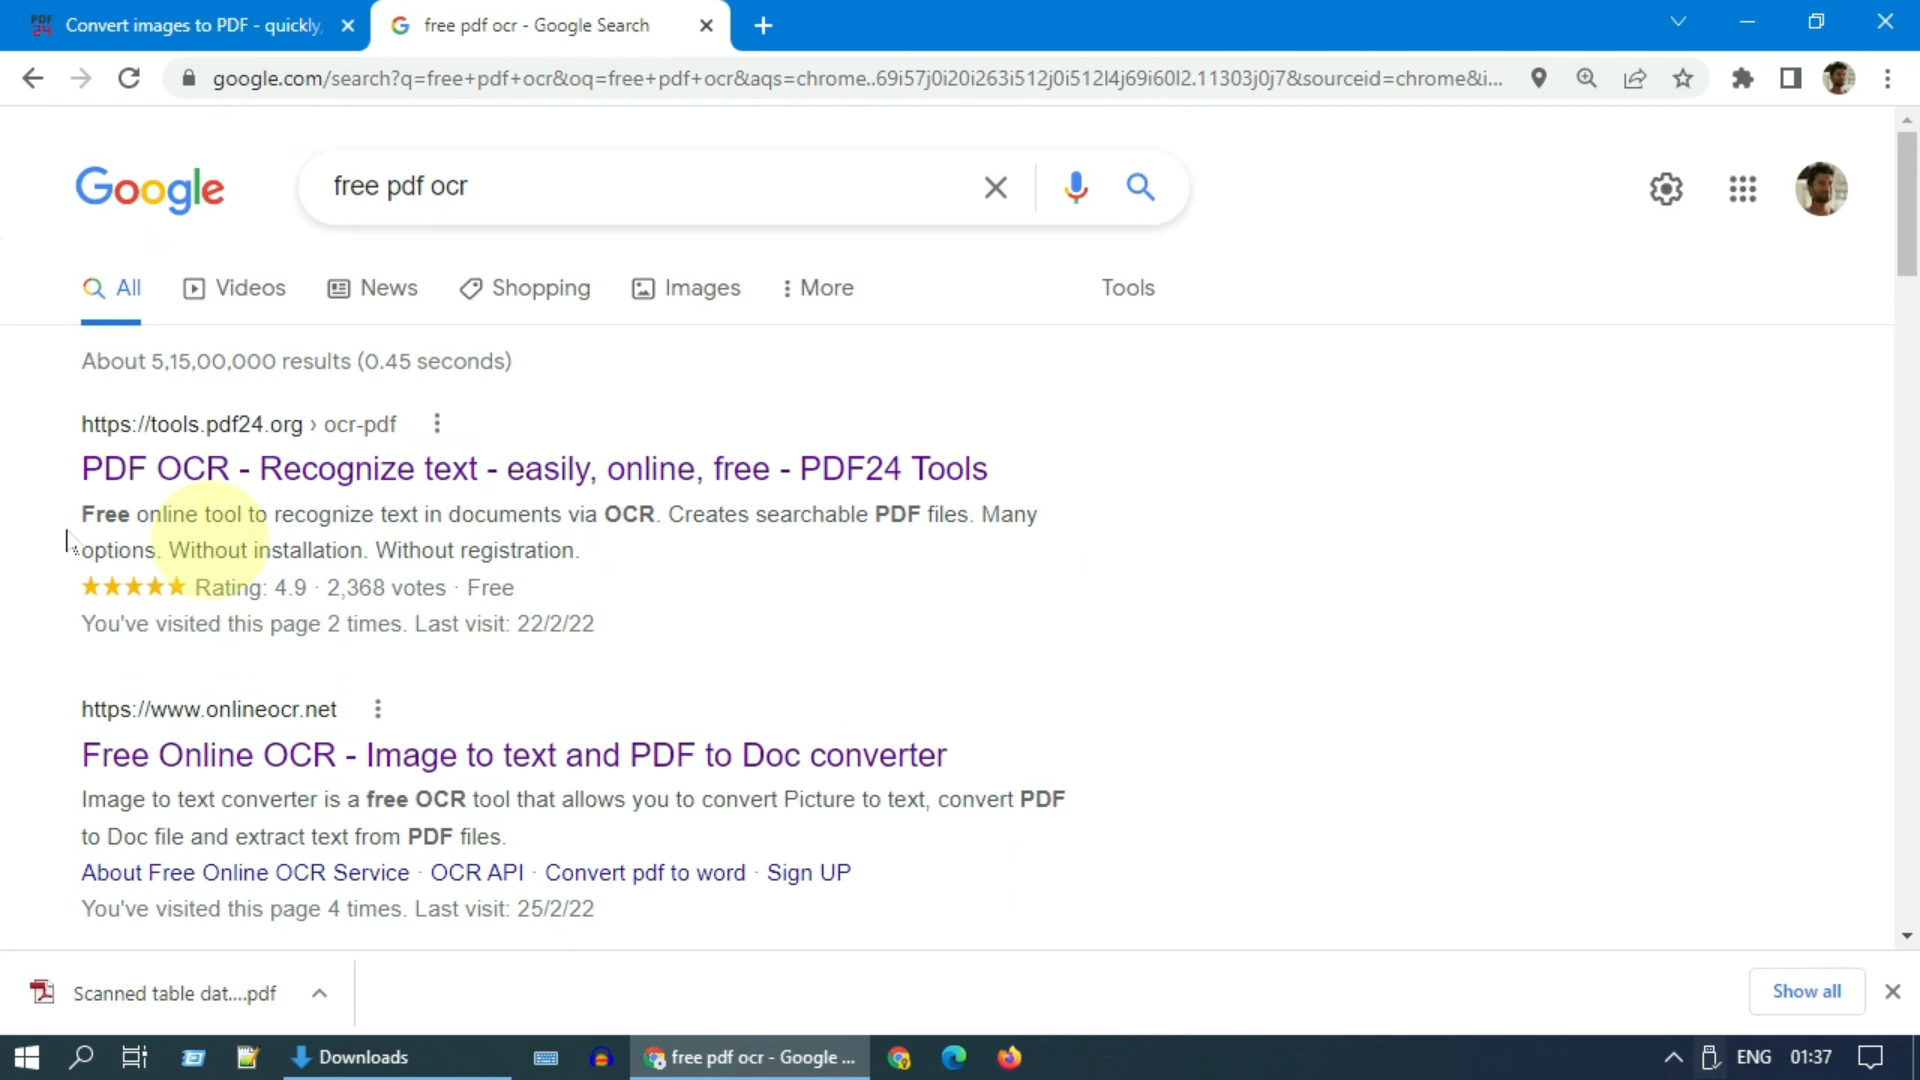 Convert images to PDF - quickly,
free pdf ocr - Google Search
google.com/search?q=free+pdf+ocr&oq=free+pdf+ocr&aqs=chrome..69i57j0i20i263i512j0i512l4j69i60l2.11303j0j7&sourceid=chrome&i...
Google
free pdf ocr
All
Videos
News
Shopping
Images
More
Tools
About 5,15,00,000 results (0.45 seconds)
https://tools.pdf24.org › ocr-pdf
PDF OCR - Recognize text - easily, online, free - PDF24 Tools
Free online tool to recognize text in documents via OCR. Creates searchable PDF files. Many
options. Without installation. Without registration.
Rating: 4.9 · 2,368 votes · Free
You've visited this page 2 times. Last visit: 22/2/22
https://www.onlineocr.net
Free Online OCR - Image to text and PDF to Doc converter
Image to text converter is a free OCR tool that allows you to convert Picture to text, convert PDF
to Doc file and extract text from PDF files.
About Free Online OCR Service · OCR API · Convert pdf to word · Sign UP
You've visited this page 4 times. Last visit: 25/2/22
Scanned table dat....pdf
Show all
Downloads
free pdf ocr - Google ...
ENG
01:37